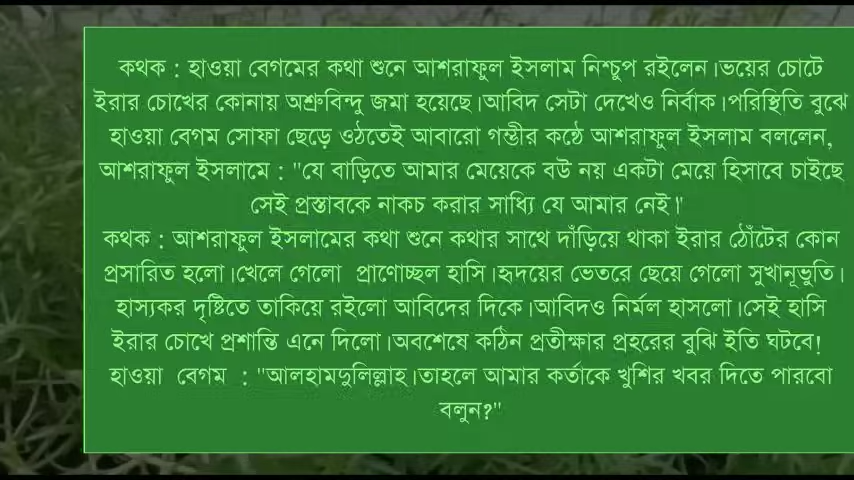 কথক : হাওয়া বেগমের কথা শুনে আশরাফুল ইসলাম নিশ্চুপ রইলেন।ভয়ের চোটে
ইরার চোখের কোনায় অশ্রুবিন্দু জমা হয়েছে।আবিদ সেটা দেখেও নির্বাক।পরিস্থিতি বুঝে
হাওয়া বেগম সোফা ছেড়ে ওঠতেই আবারো গম্ভীর কন্ঠে আশরাফুল ইসলাম বললেন,
আশরাফুল ইসলামে : "যে বাড়িতে আমার মেয়েকে বউ নয় একটা মেয়ে হিসাবে চাইছে
সেই প্রস্তাবকে নাকচ করার সাধ্যি যে আমার নেই।"
কথক : আশরাফুল ইসলামের কথা শুনে কথার সাথে দাঁড়িয়ে থাকা ইরার ঠোঁটের কোন
প্রসারিত হলো।খেলে গেলো প্রাণোচ্ছল হাসি।হৃদয়ের ভেতরে ছেয়ে গেলো সুখানূভুতি।
হাস্যকর দৃষ্টিতে তাকিয়ে রইলো আবিদের দিকে।আবিদও নির্মল হাসলো।সেই হাসি
ইরার চোখে প্রশান্তি এনে দিলো।অবশেষে কঠিন প্রতীক্ষার প্রহরের বুঝি ইতি ঘটবে!
হাওয়া বেগম : "আলহামদুলিল্লাহ।তাহলে আমার কর্তাকে খুশির খবর দিতে পারবো
বলুন?"